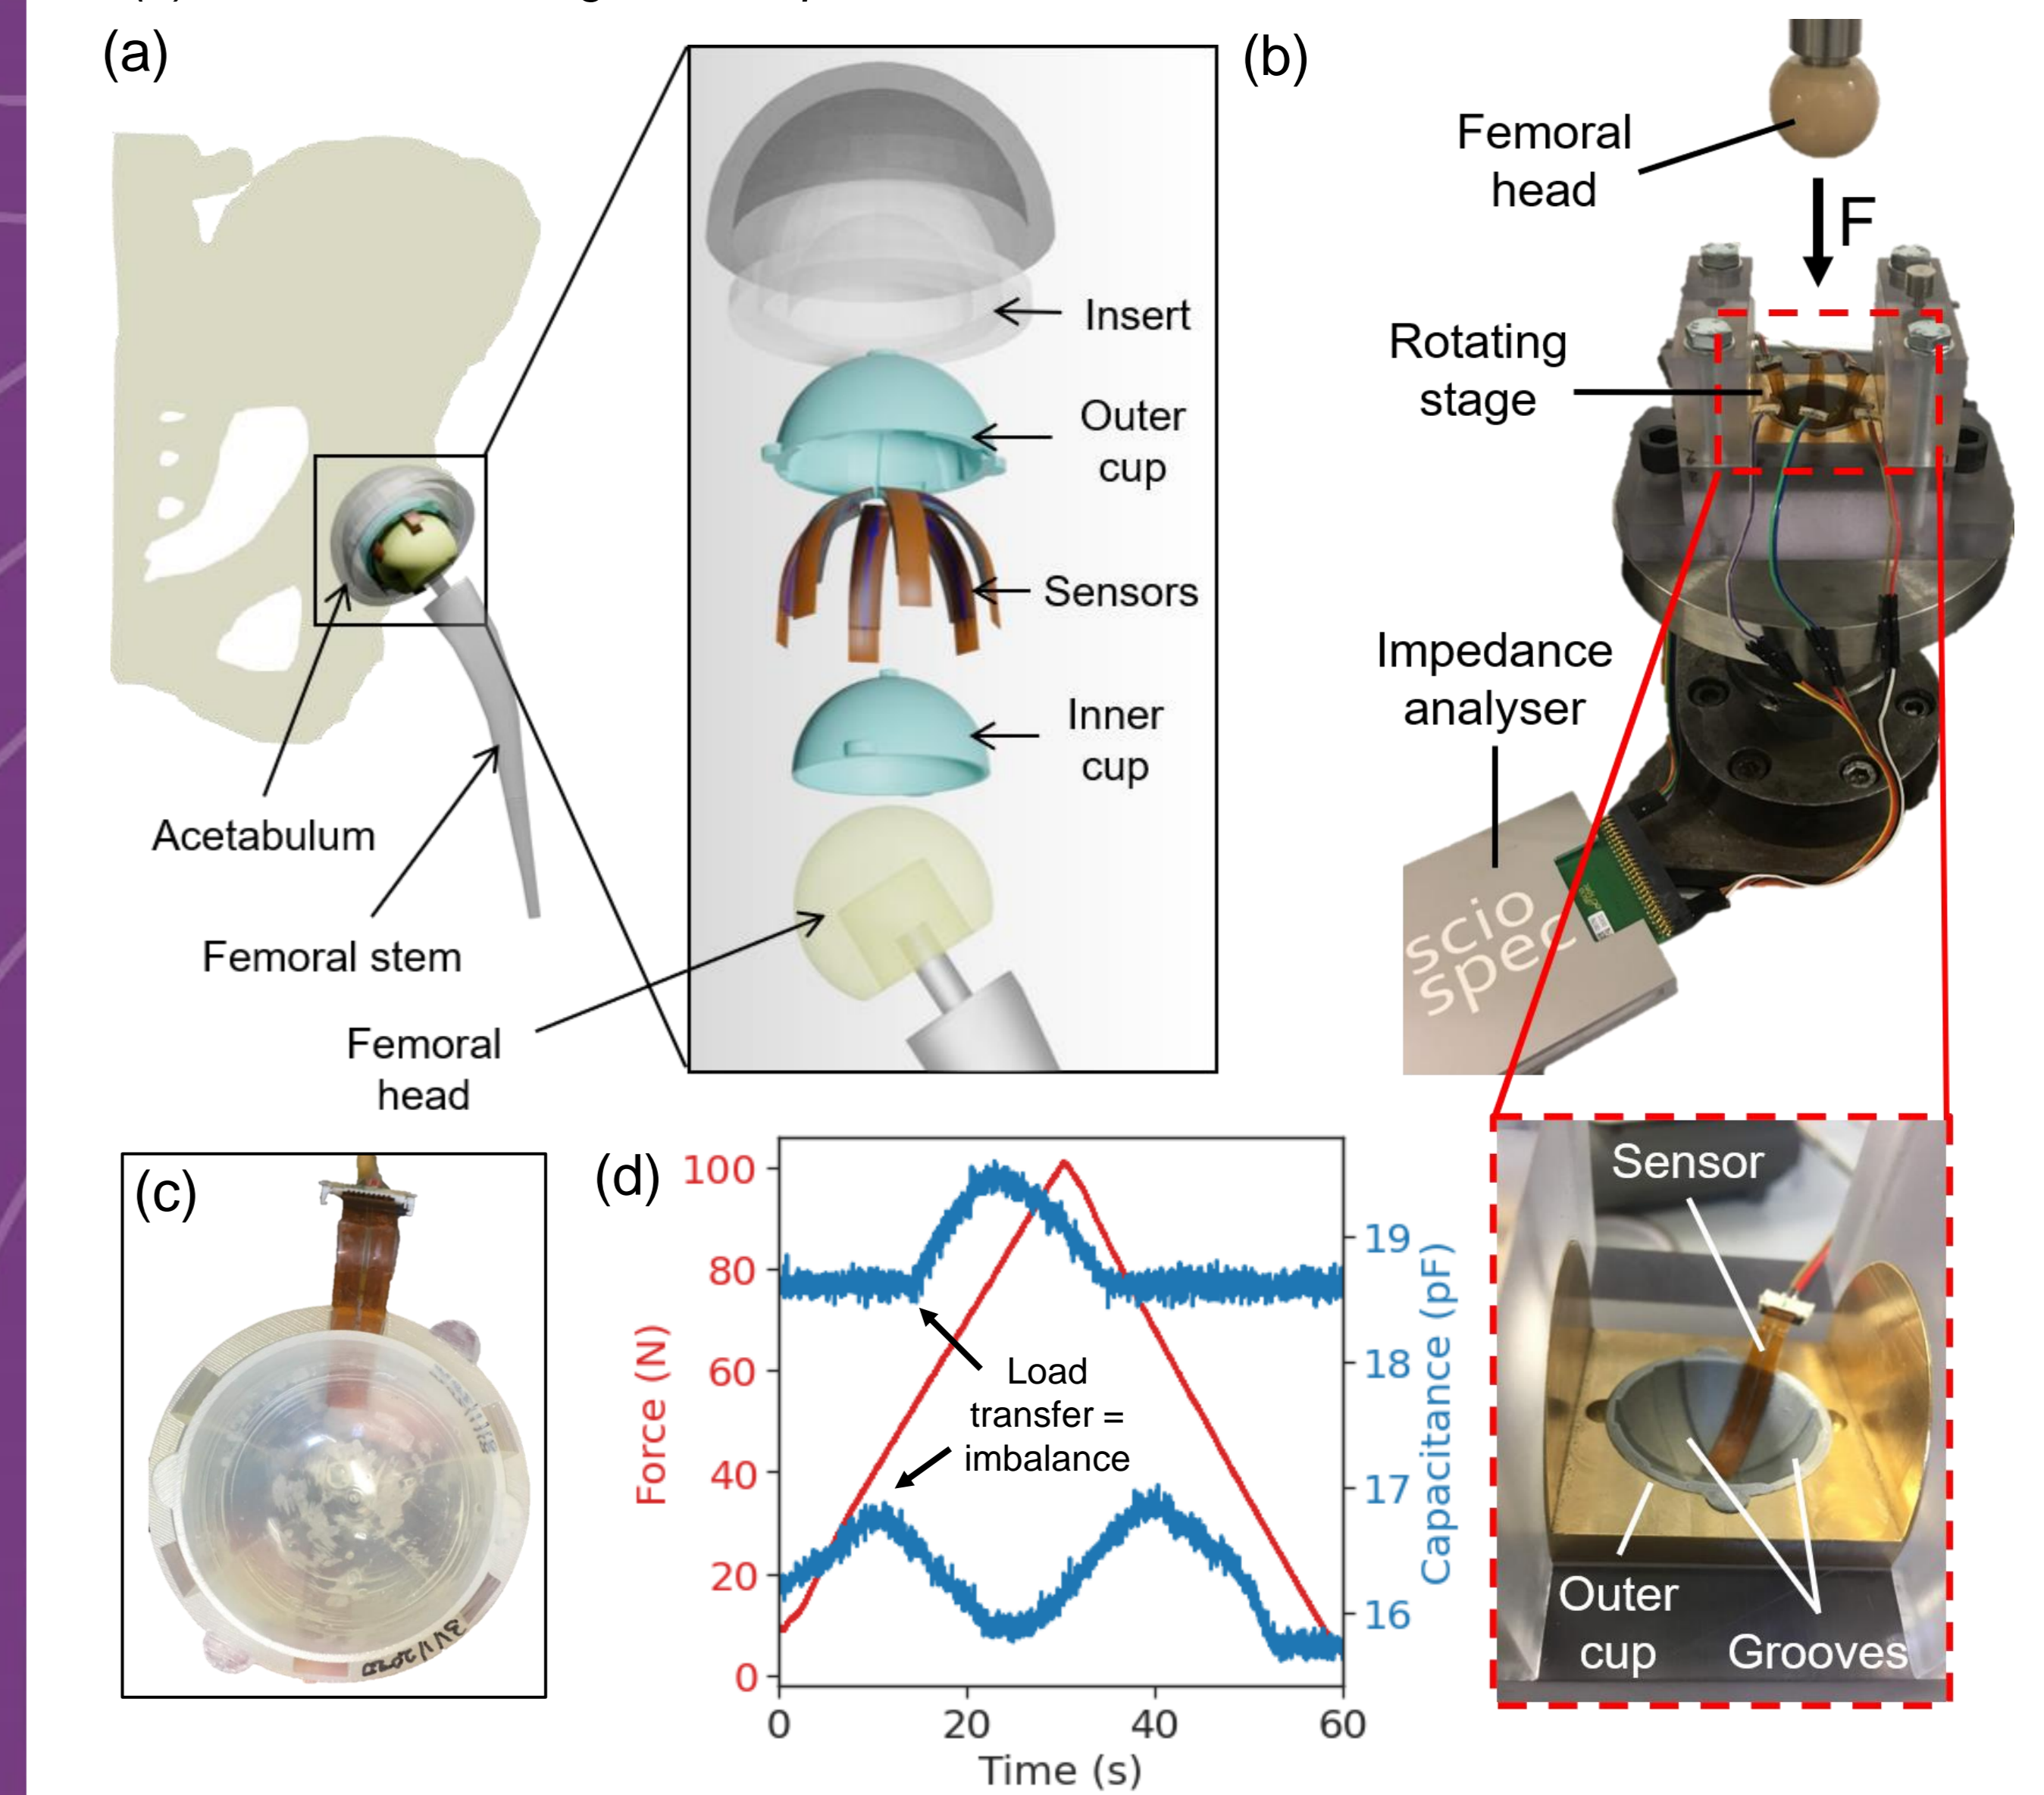 (a)
Insert
Outer
cup
Sensors
Inner
cup
Acetabulum
Femoral stem
Femoral
head
(b)
Femoral
head
F
Rotating
stage
Impedance
analyser
scio
spec
Sensor
Outer
cup
Grooves
(c)
(d)
100
80
60
40
20
0
Force (N)
19
18
17
16
Capacitance (pF)
Load
transfer =
imbalance
0 20 40 60
Time (s)